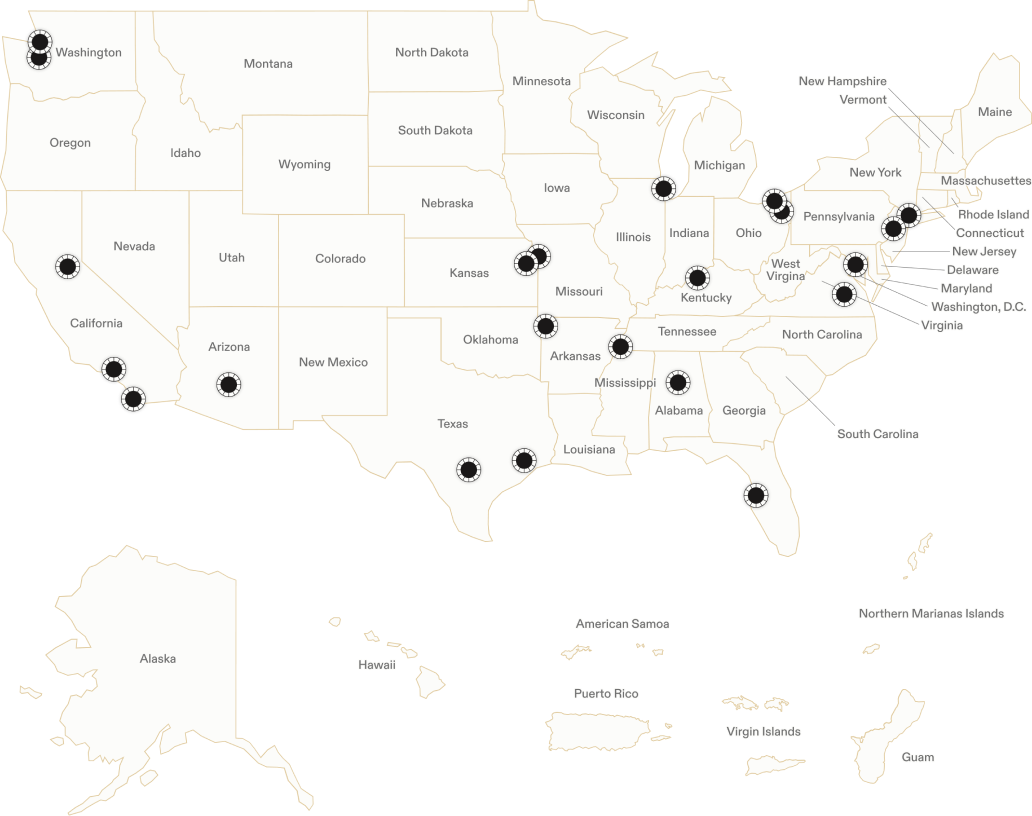 Washington
Montana
North Dakota
Minnesota
New Hampshire
Vermont
Maine
Oregon
Idaho
Wyoming
South Dakota
Wisconsin
Michigan
New York
Massachusettes
Iowa
Nebraska
Rhode Island
Connecticut
Pennsylvania
Nevada
Utah
Colorado
Kansas
Illinois
Indiana
Ohio
New Jersey
West
Virgina
Delaware
Maryland
Missouri
Kentucky
Washington, D.C.
Virginia
California
Arizona
New Mexico
Oklahoma
Arkansas
Tennessee
North Carolina
Mississippi
Alabama
Georgia
Texas
Louisiana
South Carolina
Alaska
Hawaii
American Samoa
Northern Marianas Islands
Puerto Rico
Virgin Islands
Guam